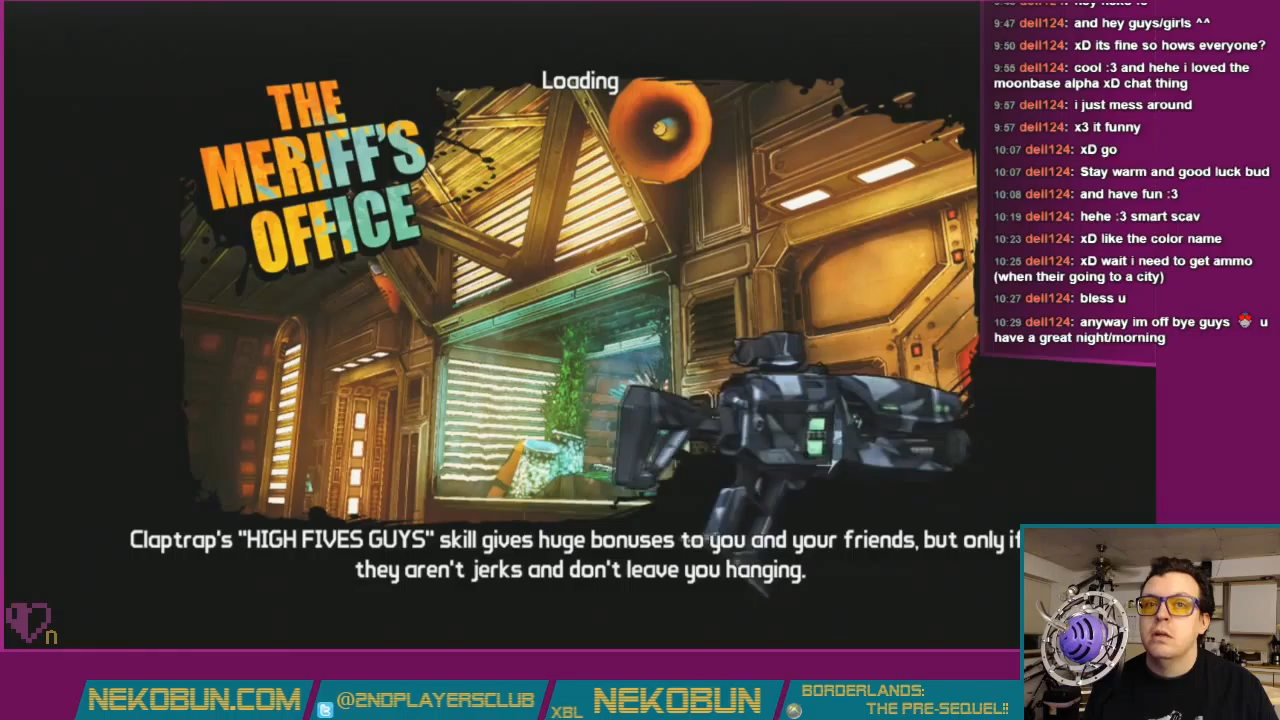 Loading
THE
MERIFF'S
OFFICE
Claptrap's "HIGH FIVES GUYS" skill gives huge bonuses to you and your friends, but only if
they aren't jerks and don't leave you hanging.
n
9:47 dell124: and hey guys/girls ^^
9:50 dell124: xD its fine so hows everyone?
9:55 dell124: cool :3 and hehe i loved the
moonbase alpha xD chat thing
9:57 dell124: i just mess around
9:57 dell124: x3 it funny
10:07 dell124: xD go
10:07 dell124: Stay warm and good luck bud
10:08 dell124: and have fun :3
10:19 dell124: hehe :3 smart scav
10:23 dell124: xD like the color name
10:25 dell124: xD wait i need to get ammo
(when their going to a city)
10:27 dell124: bless u
10:29 dell124: anyway im off bye guys u
have a great night/morning
NEKOBUN.COM
@2NDPLAYERSCLUB
XBL NEKOBUN
BORDERLANDS:
THE PRE-SEQUEL!!